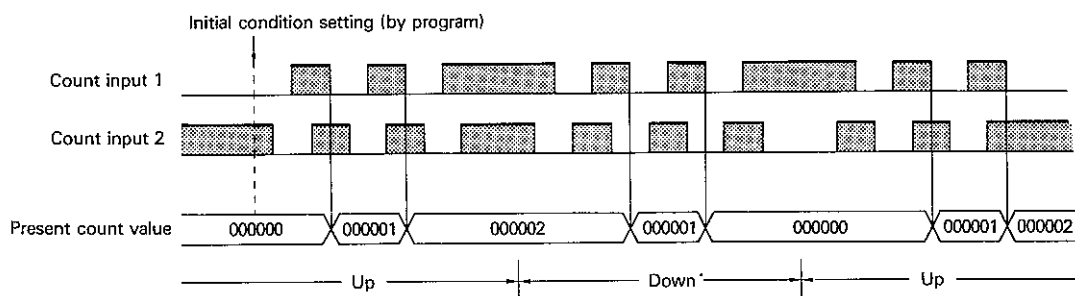 Initial condition setting (by program)
Count input 1
Count input 2
Present count value 000000 000001 000002 000001 000000 000001 000002
Up Down Up